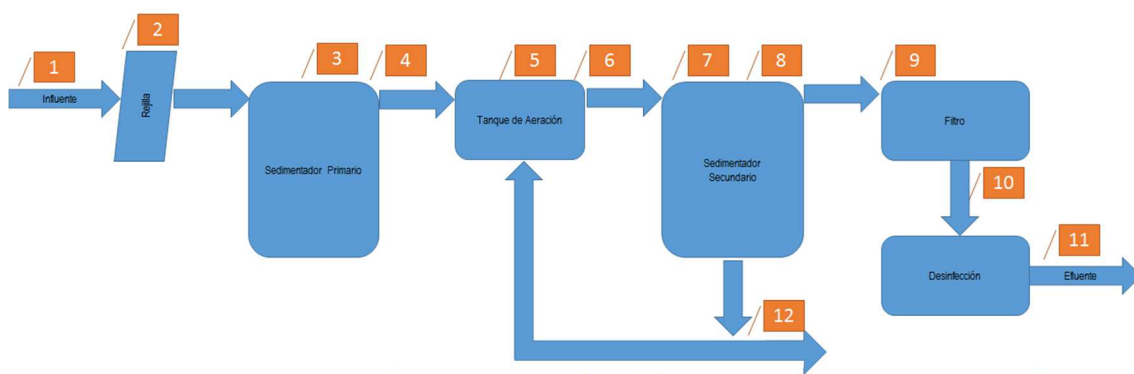 1
2
3
4
5
6
7
8
9
Influente
Rejilla
Sedimentador Primario
Tanque de Aeración
Sedimentador
Secundario
Filtro
10
11
Desinfección
Efluente
12